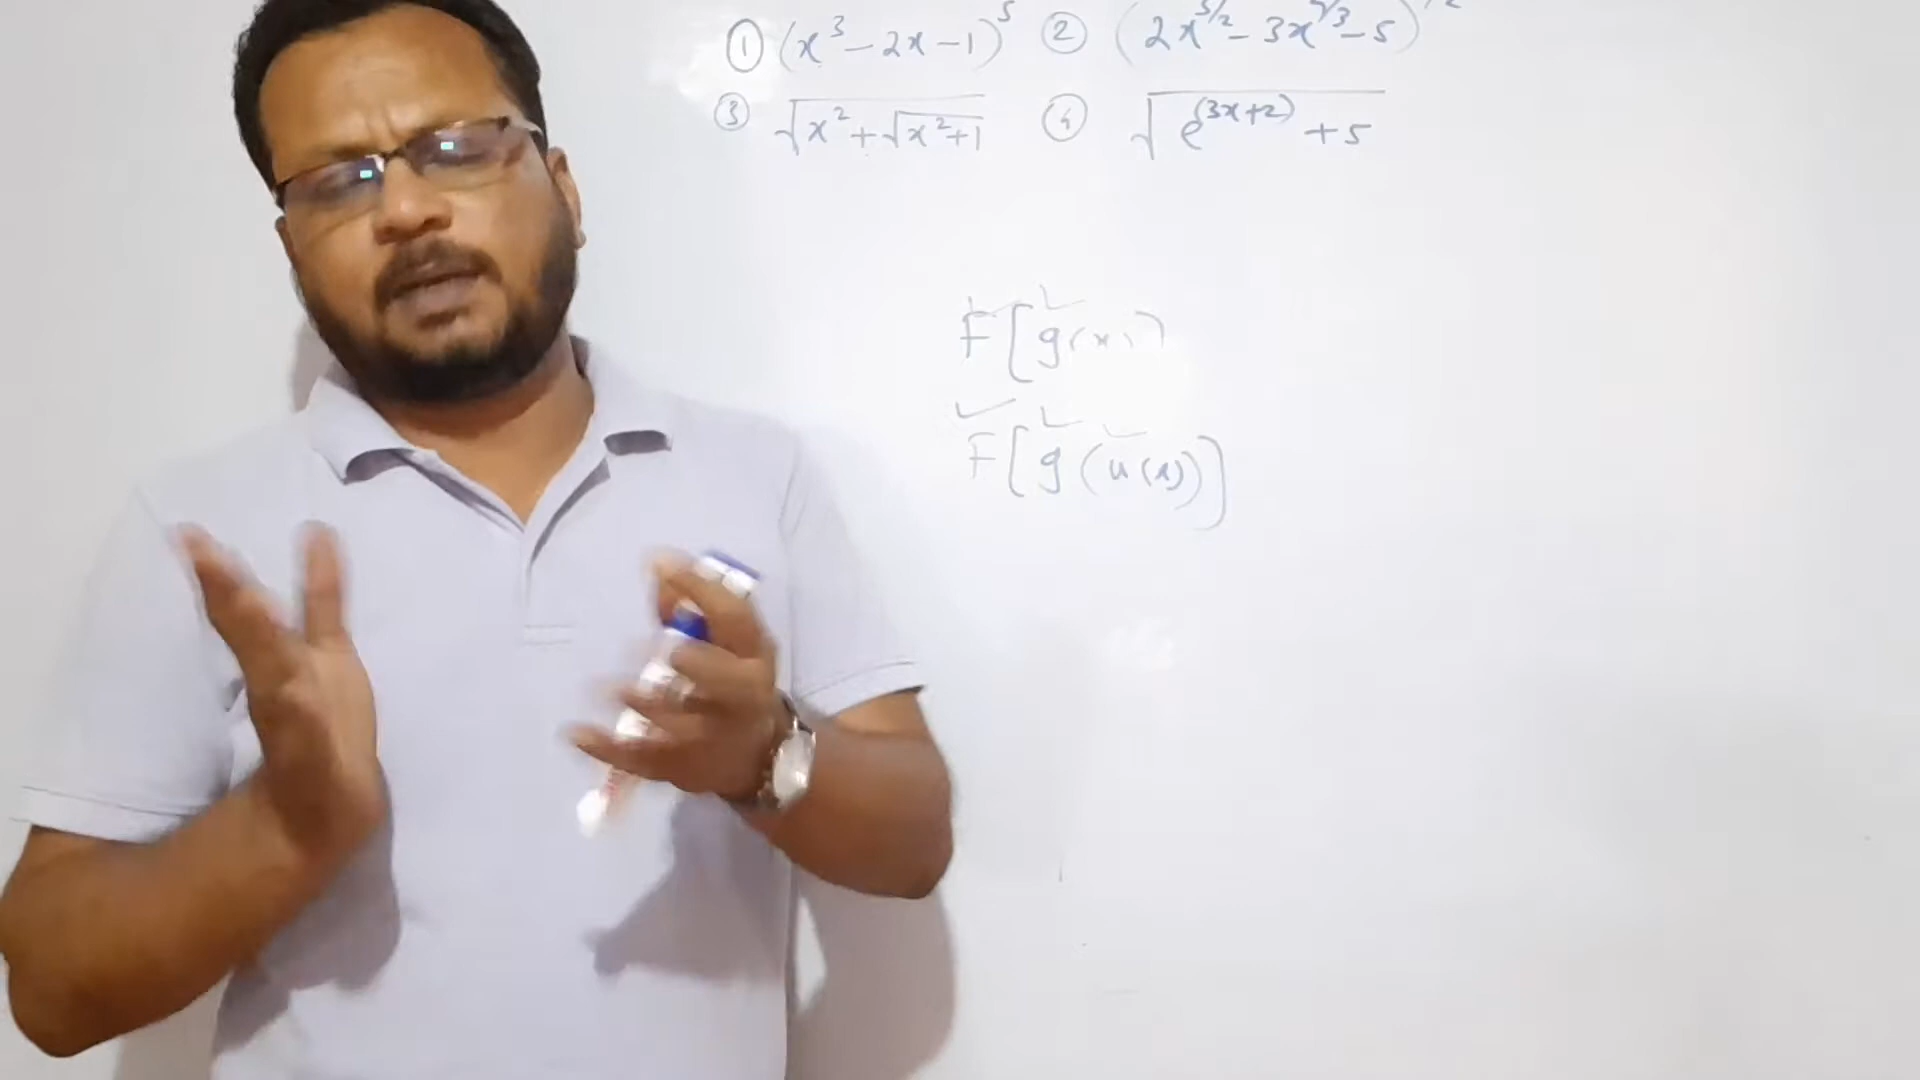 ① (x³ - 2x - 1)⁵ ② (2x^5/2 - 3x^2/3 - 5)
③ √(x² + √(x²+1)) ④ √(e^(3x+2) + 5)
F[g(x)]
F[g(u(x))]